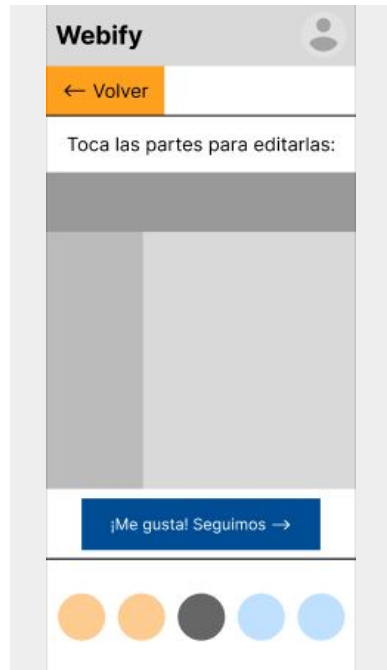 Webify
← Volver
Toca las partes para editarlas:
¡Me gusta! Seguimos →